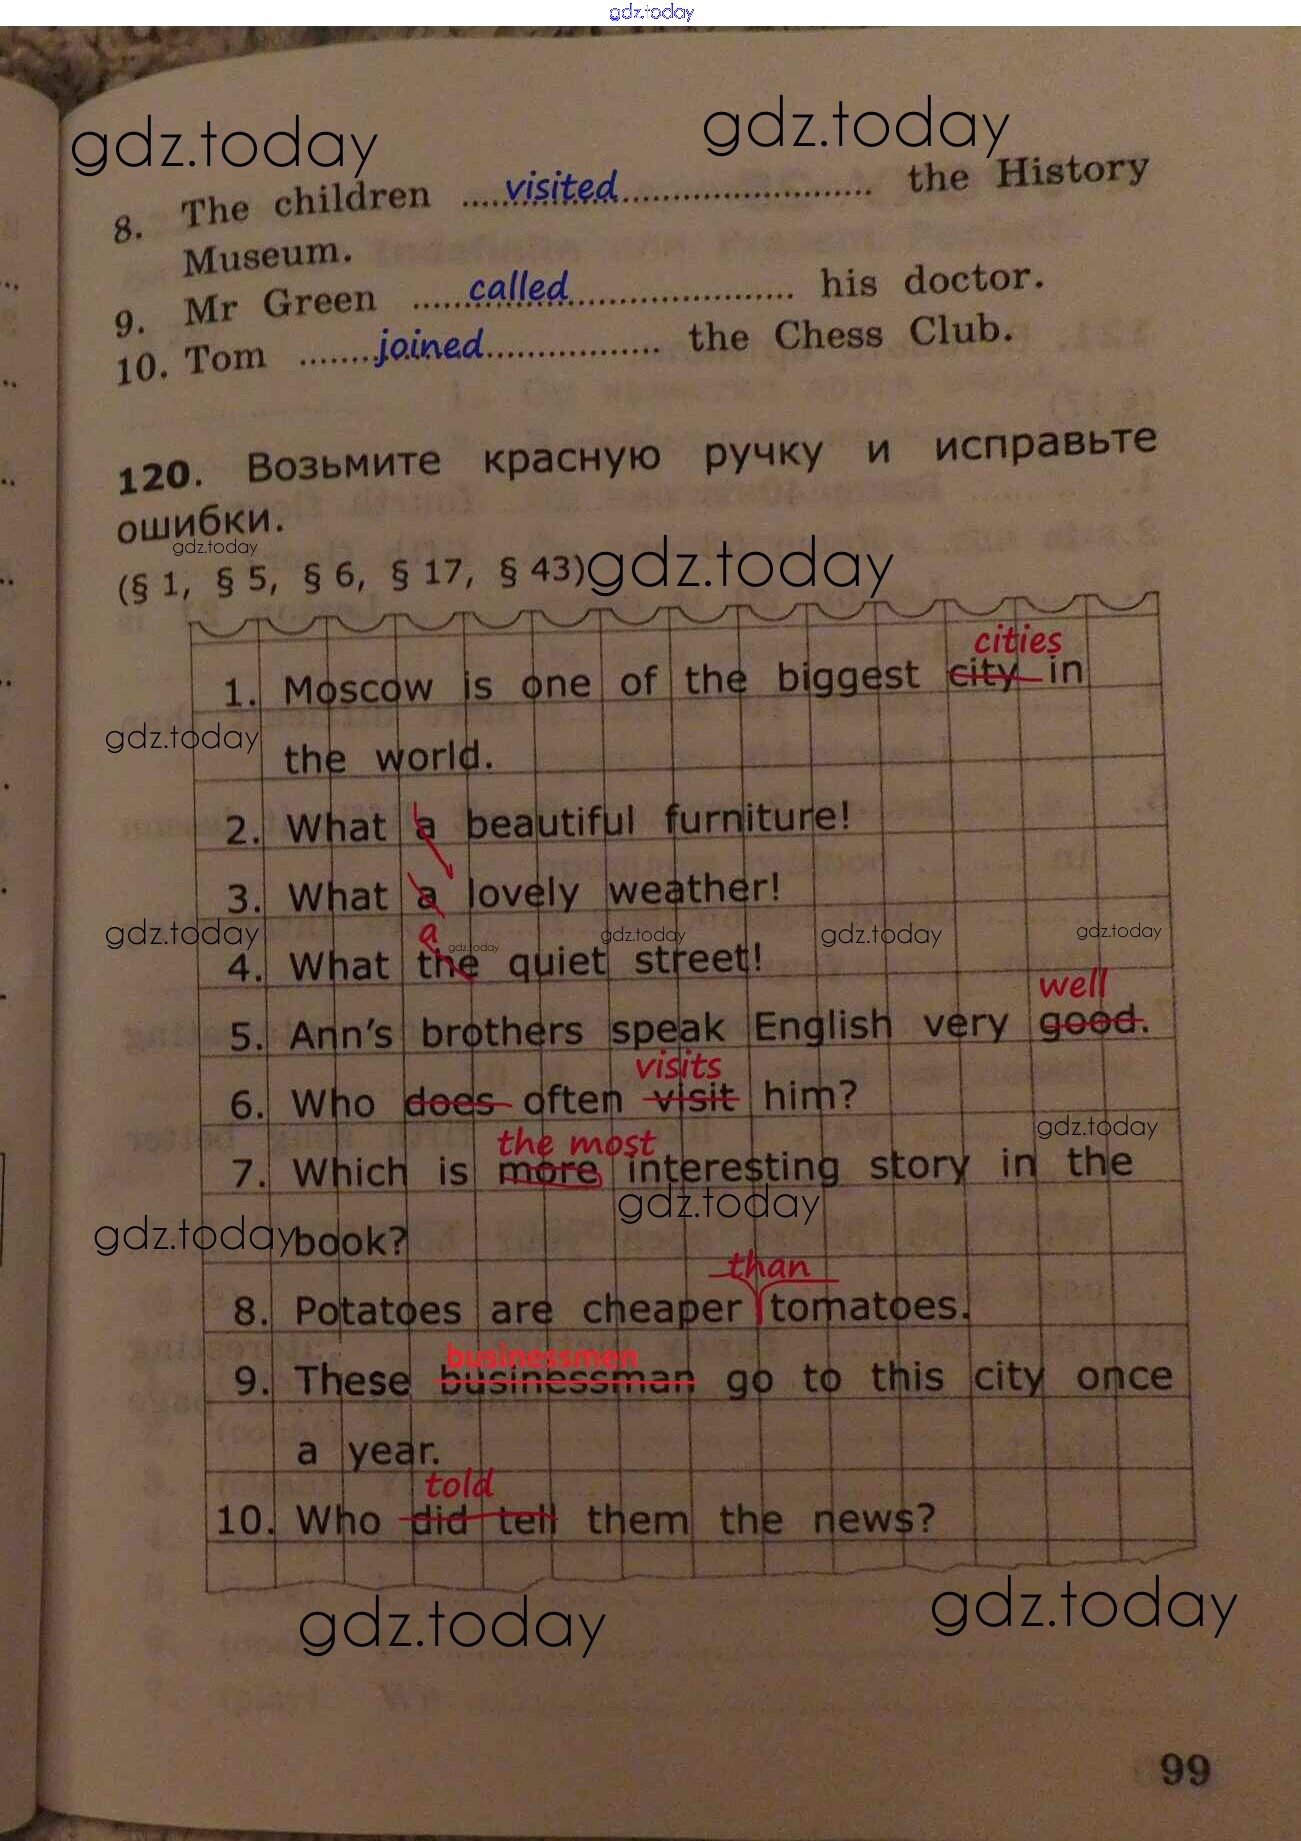 gdz.today
gdz.today gdz.today
8. The children ..... visited ..... the History
Museum.
9. Mr Green ..... called ..... his doctor.
10. Tom ..... joined ..... the Chess Club.
120. Возьмите красную ручку и исправьте
ошибки.
gdz.today
(§ 1, § 5, § 6, § 17, § 43) gdz.today
cities
1. Moscow is one of the biggest city in
gdz.today
the world.
2. What a beautiful furniture!
3. What a lovely weather!
a
gdz.today gdz.today gdz.today gdz.today gdz.today
4. What the quiet street!
well
5. Ann's brothers speak English very good.
visits
6. Who does often visit him?
gdz.today
the most
7. Which is more interesting story in the
gdz.today
gdz.today
book?
than
8. Potatoes are cheaper tomatoes.
businessmen
9. These businessman go to this city once
a year.
told
10. Who did tell them the news?
gdz.today gdz.today
99